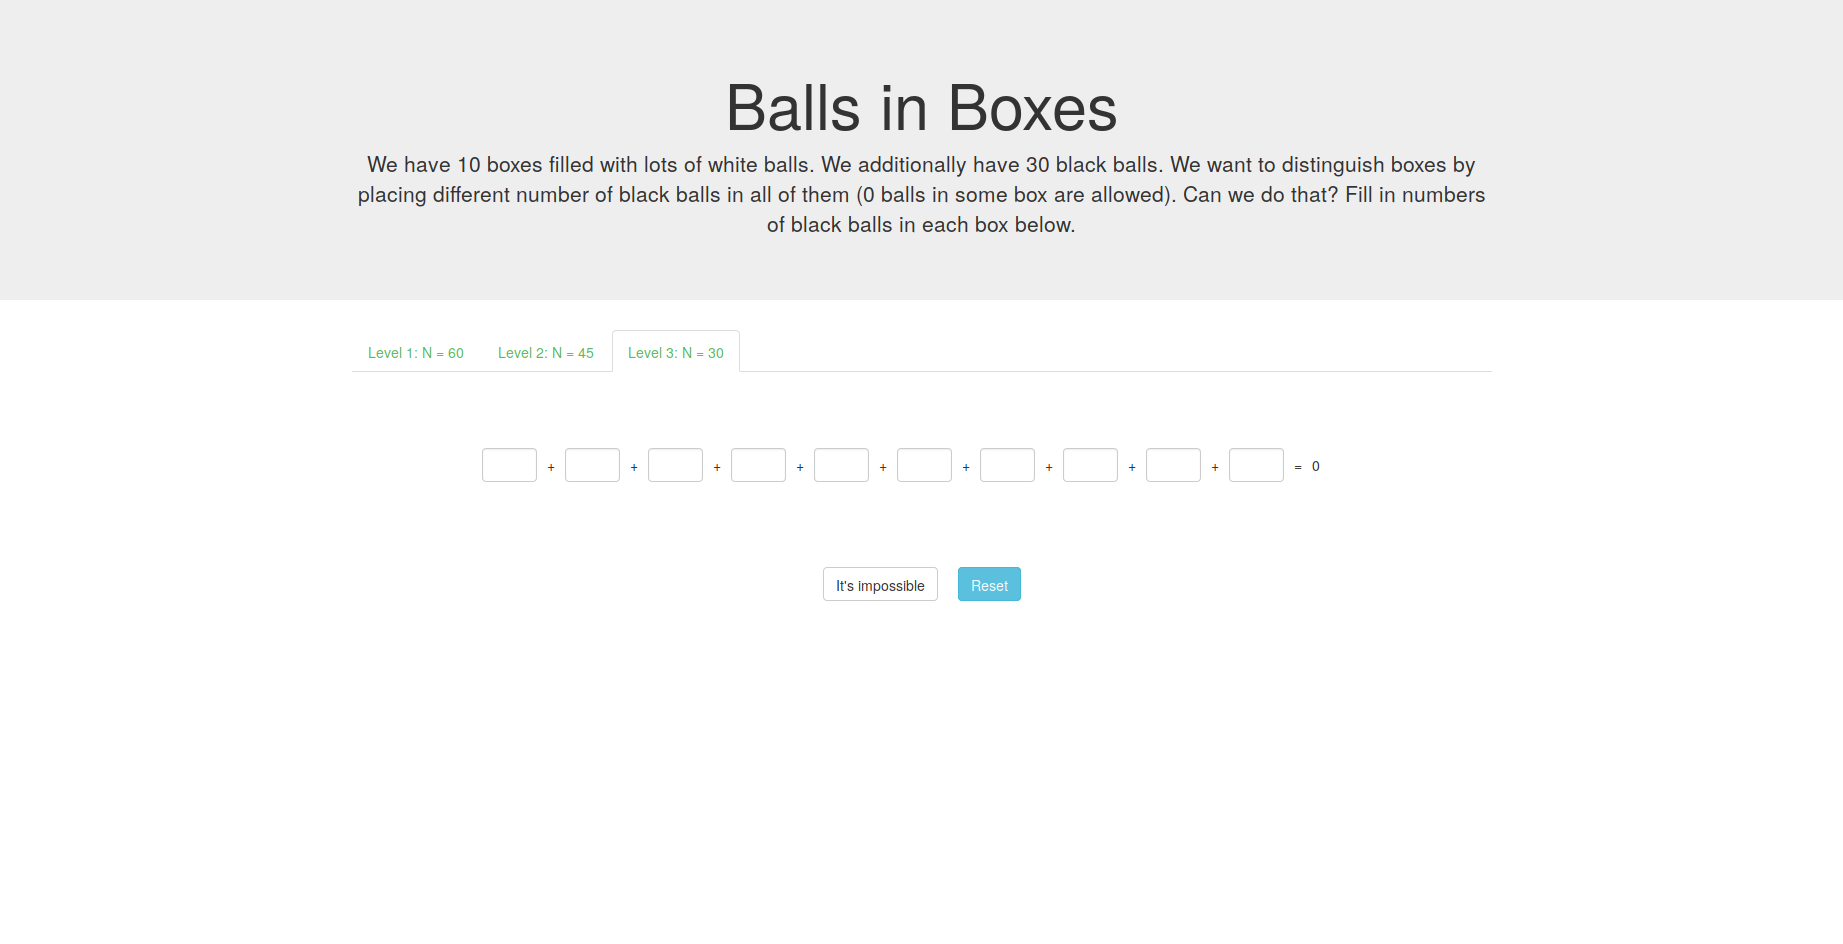 Balls in Boxes
We have 10 boxes filled with lots of white balls. We additionally have 30 black balls. We want to distinguish boxes by
placing different number of black balls in all of them (0 balls in some box are allowed). Can we do that? Fill in numbers
of black balls in each box below.
Level 1: N = 60 Level 2: N = 45 Level 3: N = 30
+ + + + + + + + + = 0
It's impossible Reset